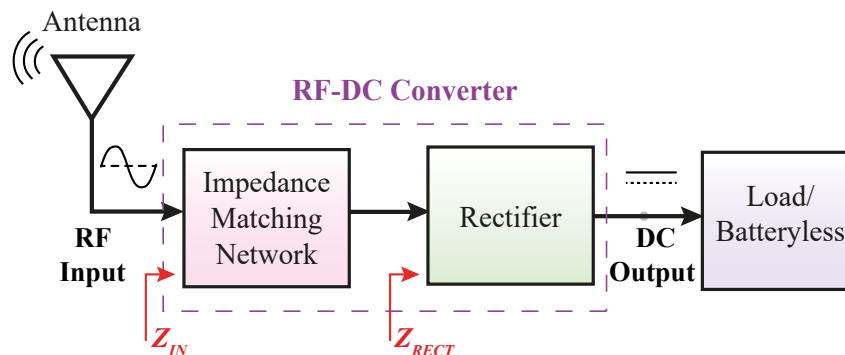 Antenna
RF-DC Converter
Impedance
Matching
Network
Rectifier
Load/
Batteryless
RF
Input
DC
Output
Z_IN
Z_RECT